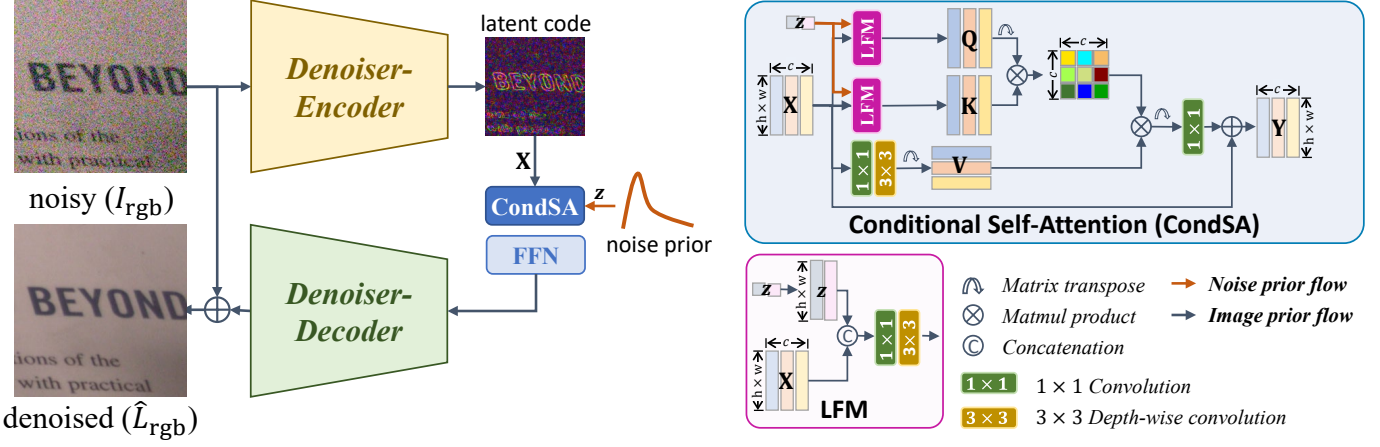 BEYOND
tions of the
with practical
noisy (I_rgb)
Denoiser-
Encoder
latent code
BEYOND
X
CondSA
z
noise prior
FFN
BEYOND
ions of the
with practical
denoised (L̂_rgb)
Denoiser-
Decoder
z
LFM
Q
c
h × w
X
LFM
K
c
c
1 × 1
3 × 3
V
1 × 1
c
Y
h × w
Conditional Self-Attention (CondSA)
z
h × w
z
c
h × w
X
C
1 × 1
3 × 3
LFM
Matrix transpose
Matmul product
C Concatenation
Noise prior flow
Image prior flow
1 × 1 1 × 1 Convolution
3 × 3 3 × 3 Depth-wise convolution